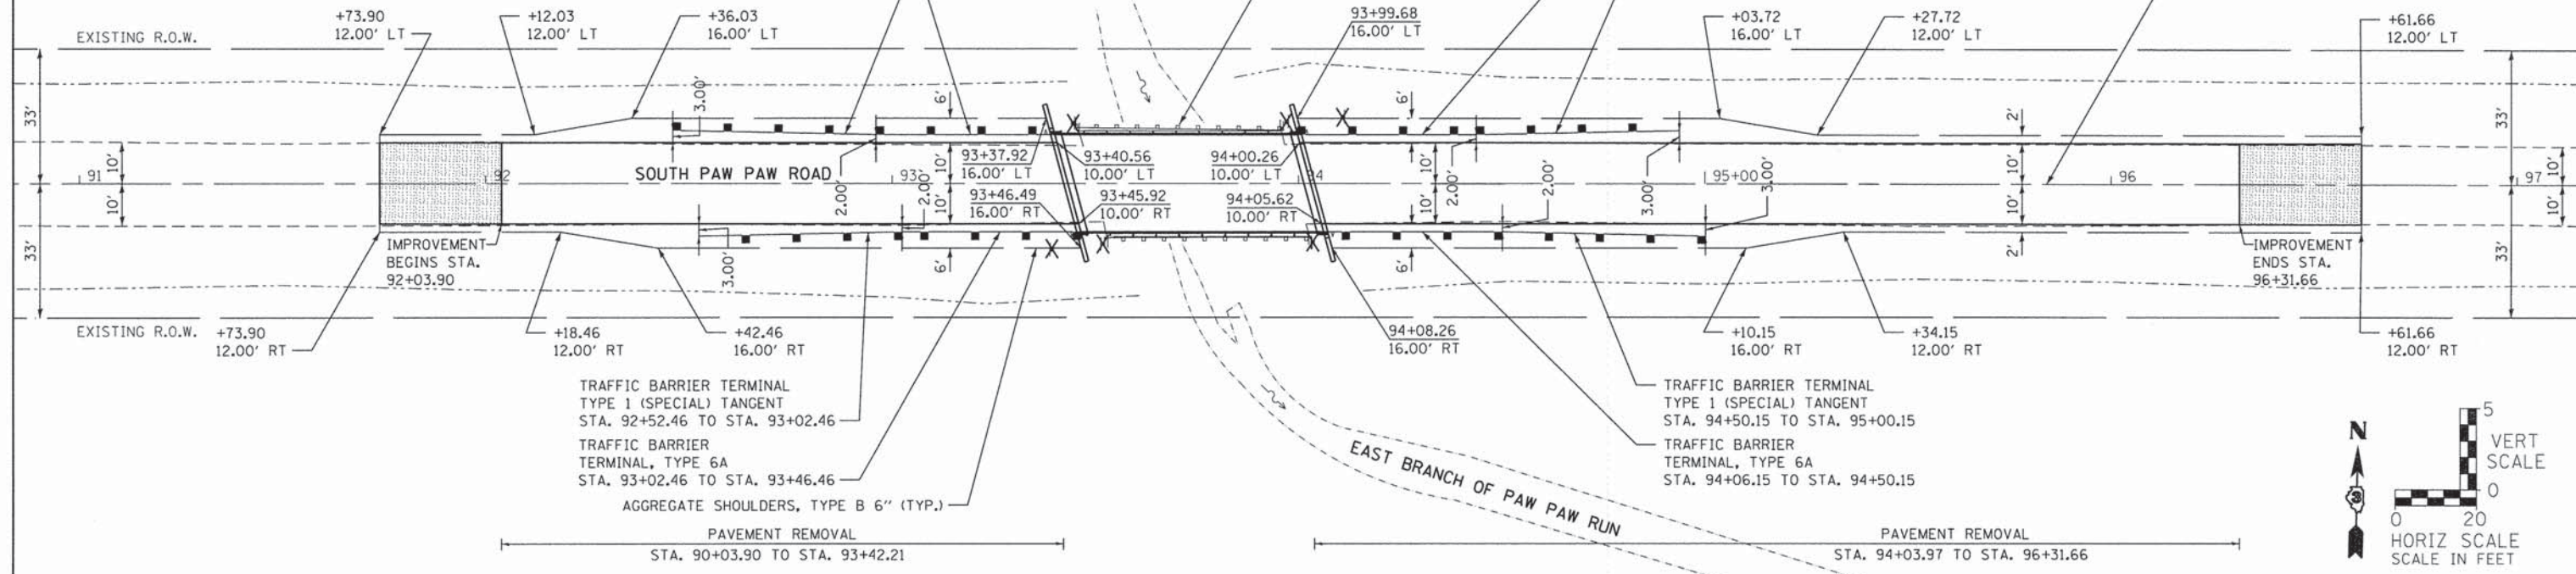 +73.90
12.00' LT
+12.03
12.00' LT
+36.03
16.00' LT
93+99.68
16.00' LT
+03.72
16.00' LT
+27.72
12.00' LT
+61.66
12.00' LT
EXISTING R.O.W.
33'
10'
10'
33'
3.00'
6'
6'
2'
33'
10'
10'
33'
91
92
SOUTH PAW PAW ROAD
2.00'
93
2.00'
10'
10'
93+37.92
16.00' LT
93+40.56
10.00' LT
94+00.26
10.00' LT
94
93+46.49
16.00' RT
93+45.92
10.00' RT
94+05.62
10.00' RT
10'
10'
2.00'
2.00'
3.00'
95+00
3.00'
10'
10'
96
97
IMPROVEMENT
BEGINS STA.
92+03.90
3.00'
6'
6'
2'
IMPROVEMENT
ENDS STA.
96+31.66
EXISTING R.O.W.
+73.90
12.00' RT
+18.46
12.00' RT
+42.46
16.00' RT
94+08.26
16.00' RT
+10.15
16.00' RT
+34.15
12.00' RT
+61.66
12.00' RT
TRAFFIC BARRIER TERMINAL
TYPE 1 (SPECIAL) TANGENT
STA. 92+52.46 TO STA. 93+02.46
TRAFFIC BARRIER
TERMINAL, TYPE 6A
STA. 93+02.46 TO STA. 93+46.46
AGGREGATE SHOULDERS, TYPE B 6" (TYP.)
PAVEMENT REMOVAL
STA. 90+03.90 TO STA. 93+42.21
EAST BRANCH OF PAW PAW RUN
TRAFFIC BARRIER TERMINAL
TYPE 1 (SPECIAL) TANGENT
STA. 94+50.15 TO STA. 95+00.15
TRAFFIC BARRIER
TERMINAL, TYPE 6A
STA. 94+06.15 TO STA. 94+50.15
PAVEMENT REMOVAL
STA. 94+03.97 TO STA. 96+31.66
N
3
5
VERT
SCALE
0
0 20
HORIZ SCALE
SCALE IN FEET